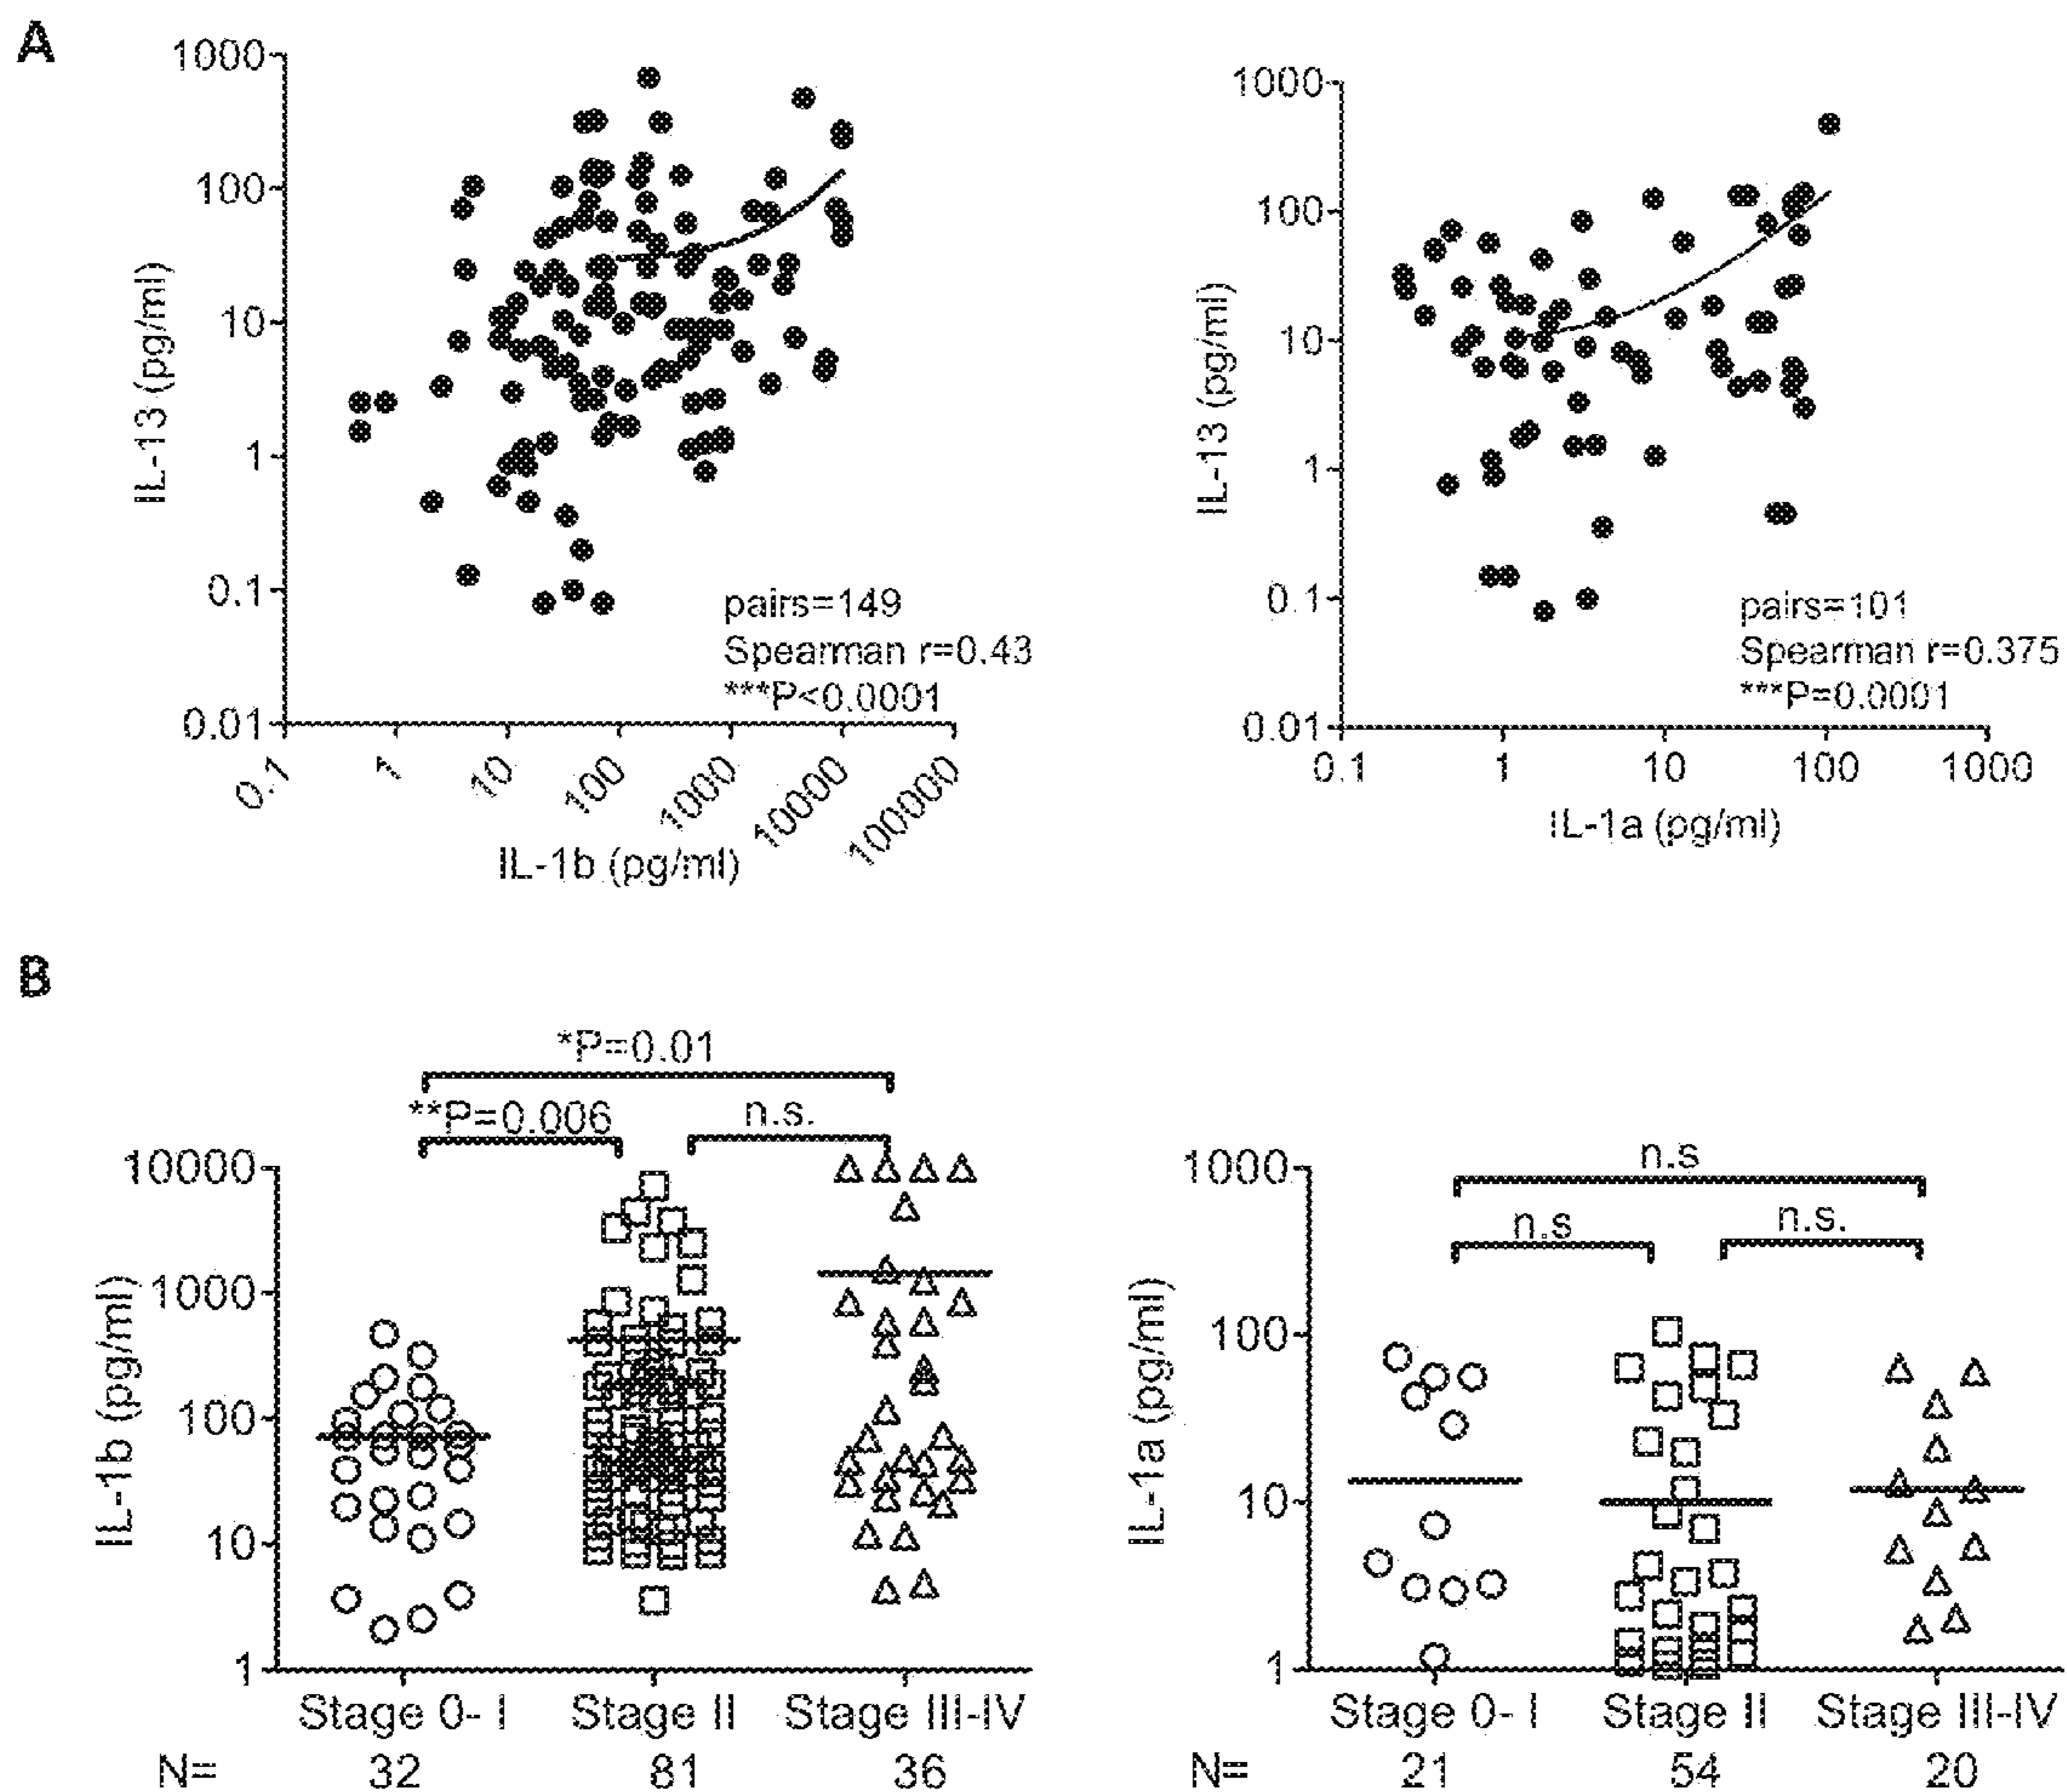 A
1000
100
10
1
0.1
0.01
IL-13 (pg/ml)
pairs=149
Spearman r=0.43
***P<0.0001
0.1
1
10
100
1000
10000
1000000
IL-1b (pg/ml)
1000
100
10
1
0.1
0.01
IL-13 (pg/ml)
pairs=101
Spearman r=0.375
***P=0.0001
0.1
1
10
100
1000
IL-1a (pg/ml)
B
*P=0.01
**P=0.006
n.s.
10000
1000
100
10
1
IL-1b (pg/ml)
Stage 0- I
Stage II
Stage III-IV
N=
32
81
36
n.s
n.s
n.s.
1000
100
10
1
IL-1a (pg/ml)
Stage 0- I
Stage II
Stage III-IV
N=
21
54
20